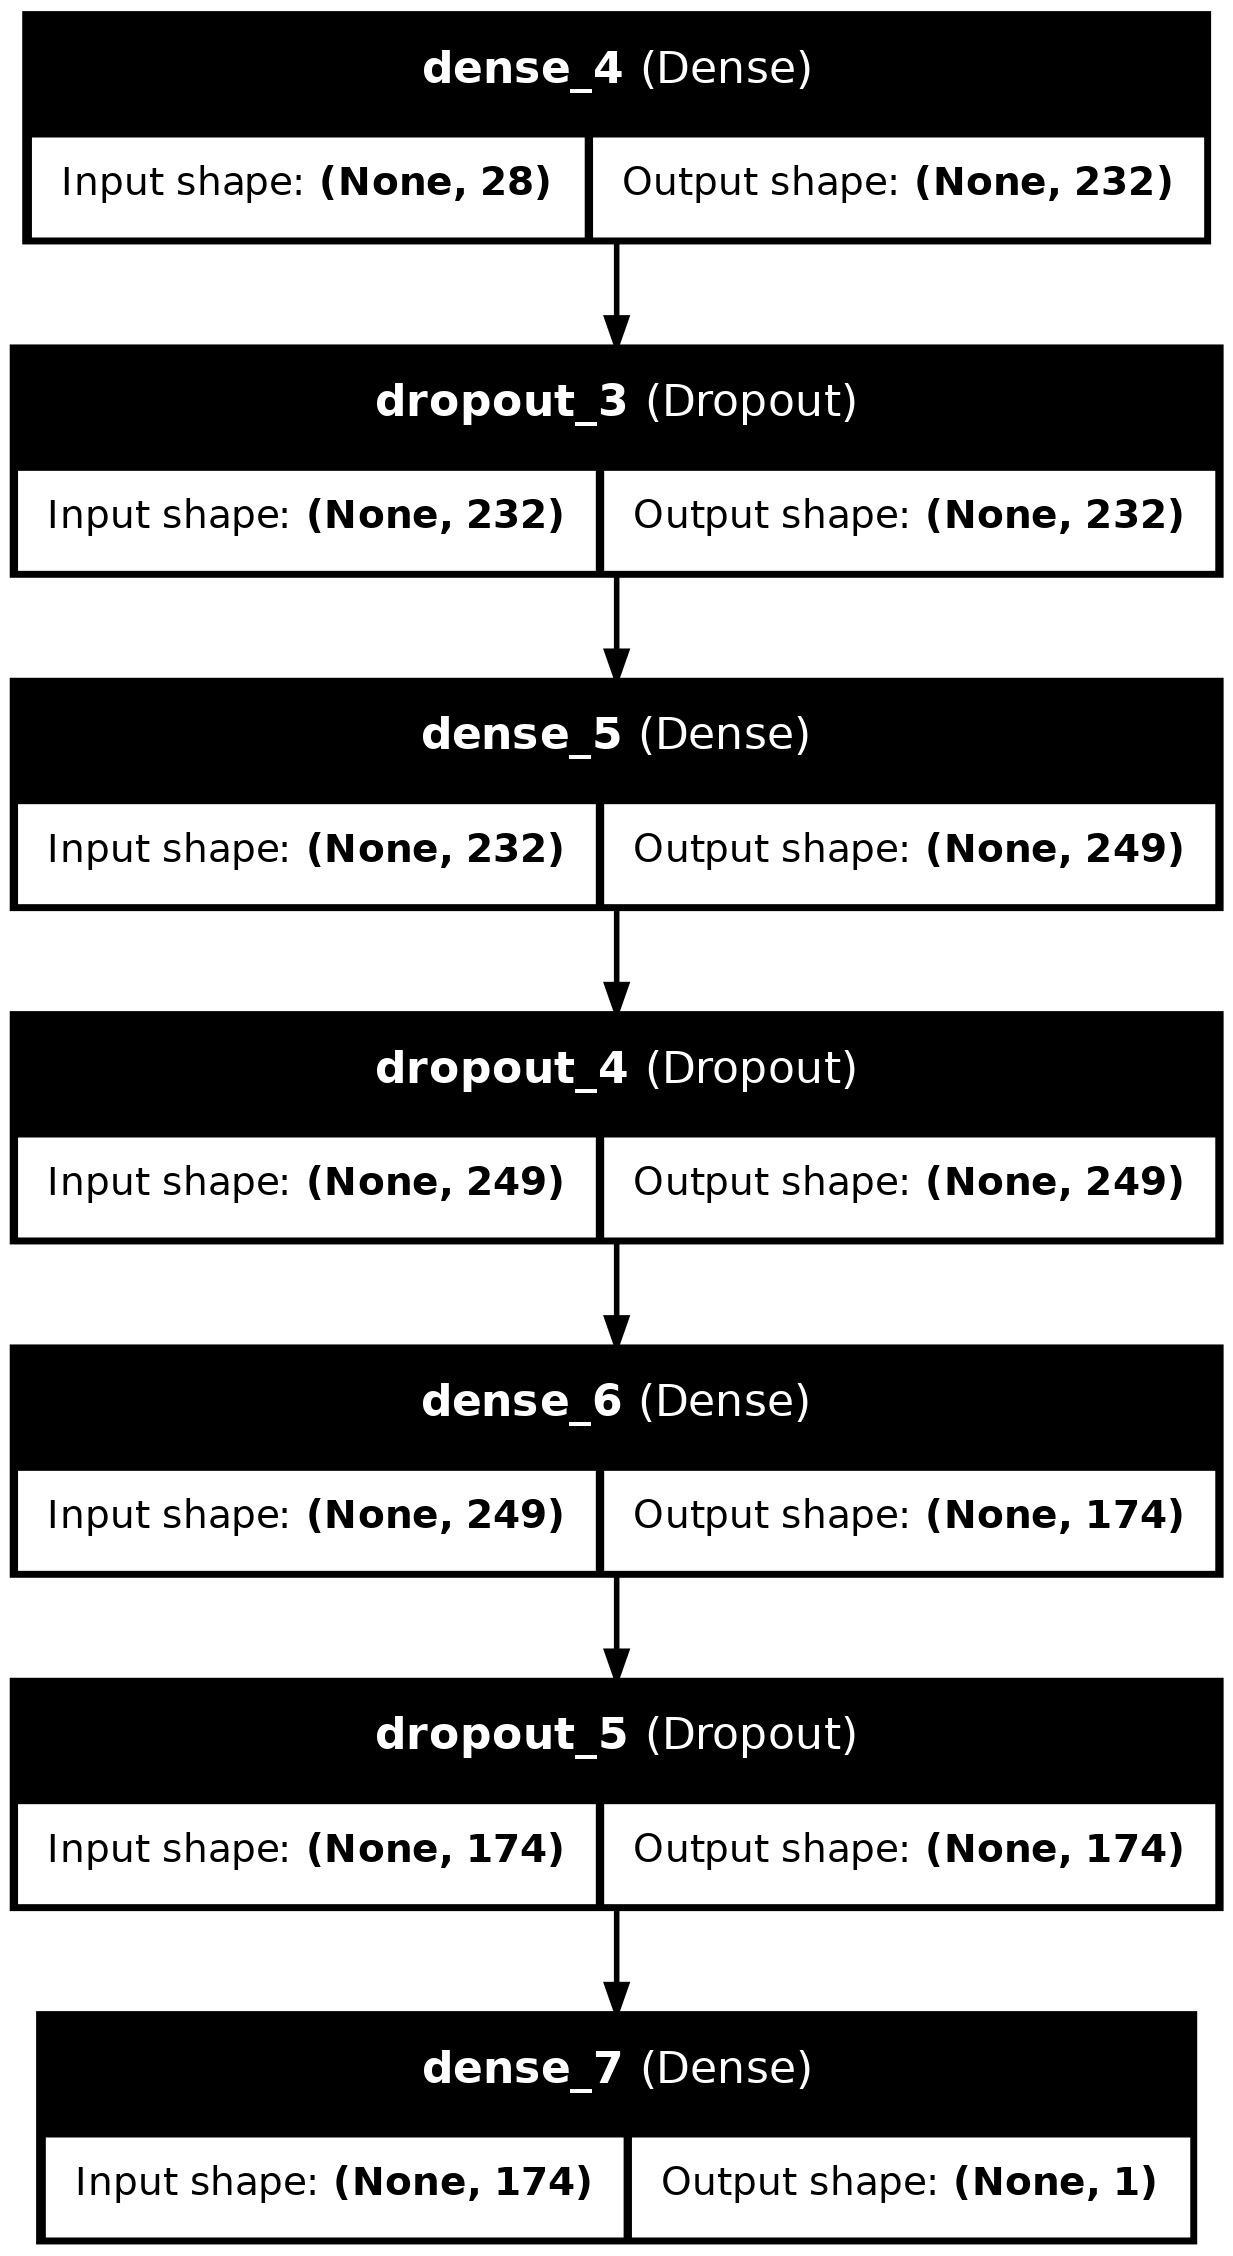 dense_4 (Dense)
Input shape: (None, 28) Output shape: (None, 232)
dropout_3 (Dropout)
Input shape: (None, 232) Output shape: (None, 232)
dense_5 (Dense)
Input shape: (None, 232) Output shape: (None, 249)
dropout_4 (Dropout)
Input shape: (None, 249) Output shape: (None, 249)
dense_6 (Dense)
Input shape: (None, 249) Output shape: (None, 174)
dropout_5 (Dropout)
Input shape: (None, 174) Output shape: (None, 174)
dense_7 (Dense)
Input shape: (None, 174) Output shape: (None, 1)